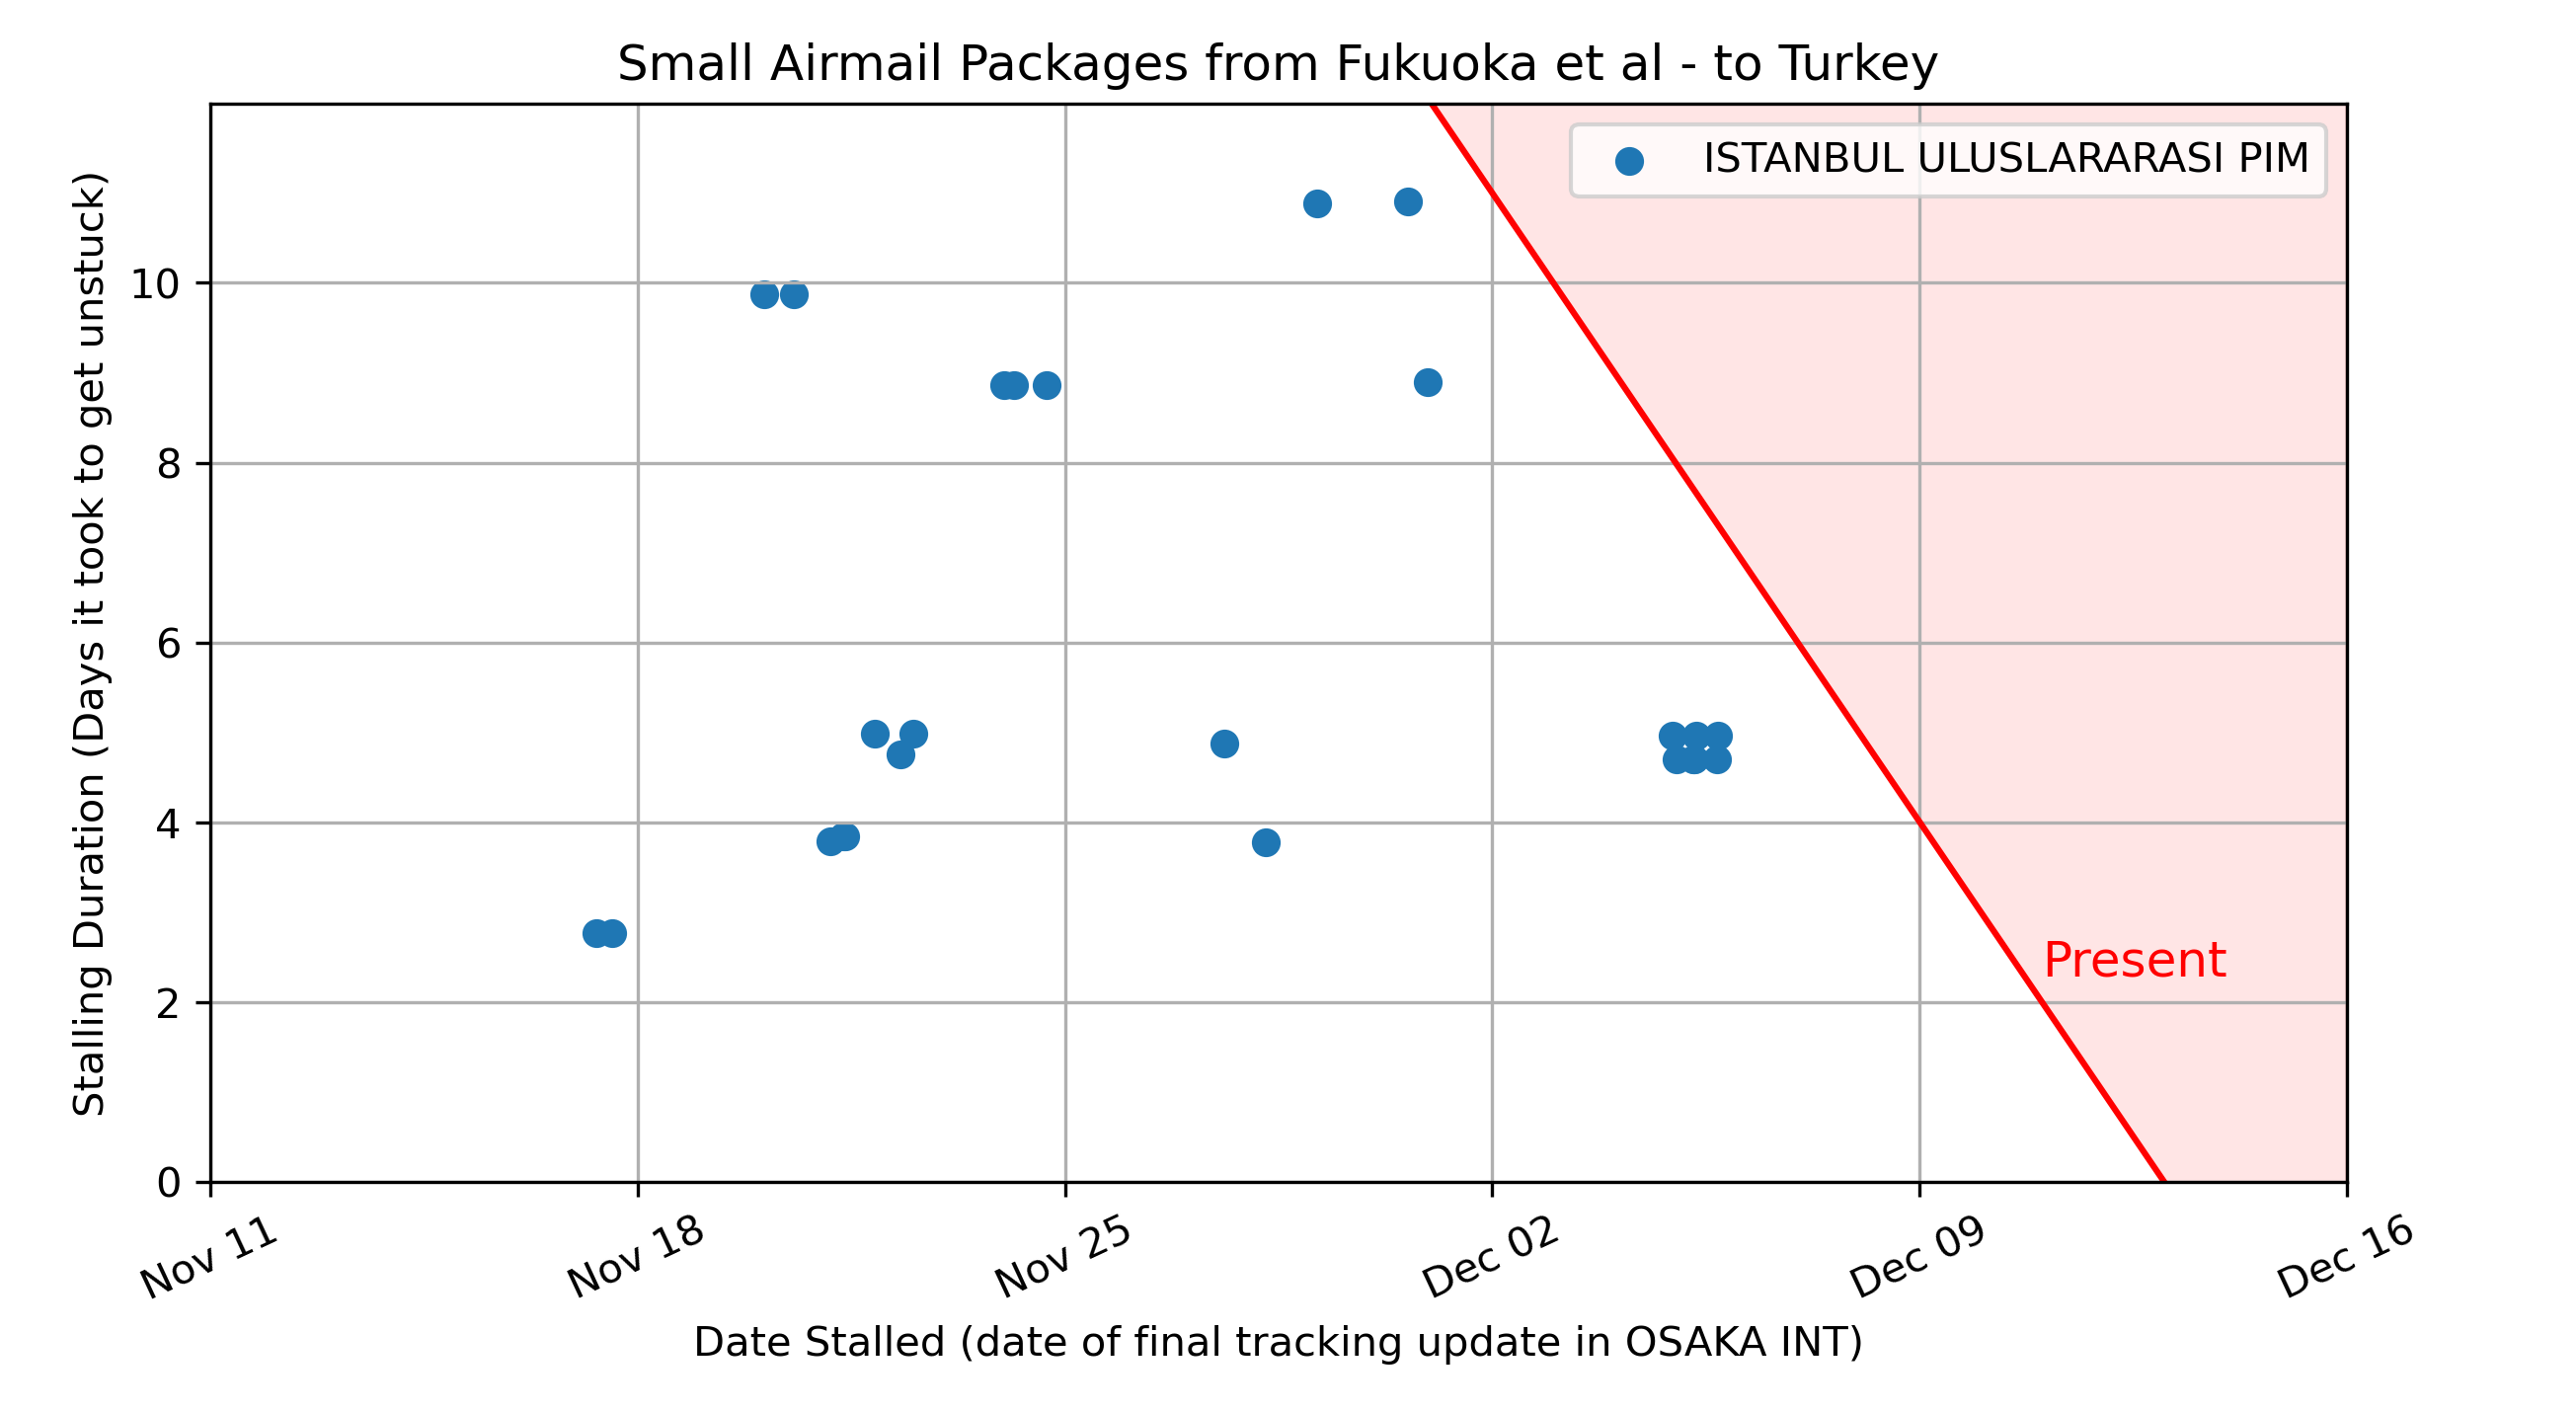 Small Airmail Packages from Fukuoka et al - to Turkey
ISTANBUL ULUSLARARASI PIM
Stalling Duration (Days it took to get unstuck)
10
8
6
4
2
0
Present
Nov 11
Nov 18
Nov 25
Dec 02
Dec 09
Dec 16
Date Stalled (date of final tracking update in OSAKA INT)